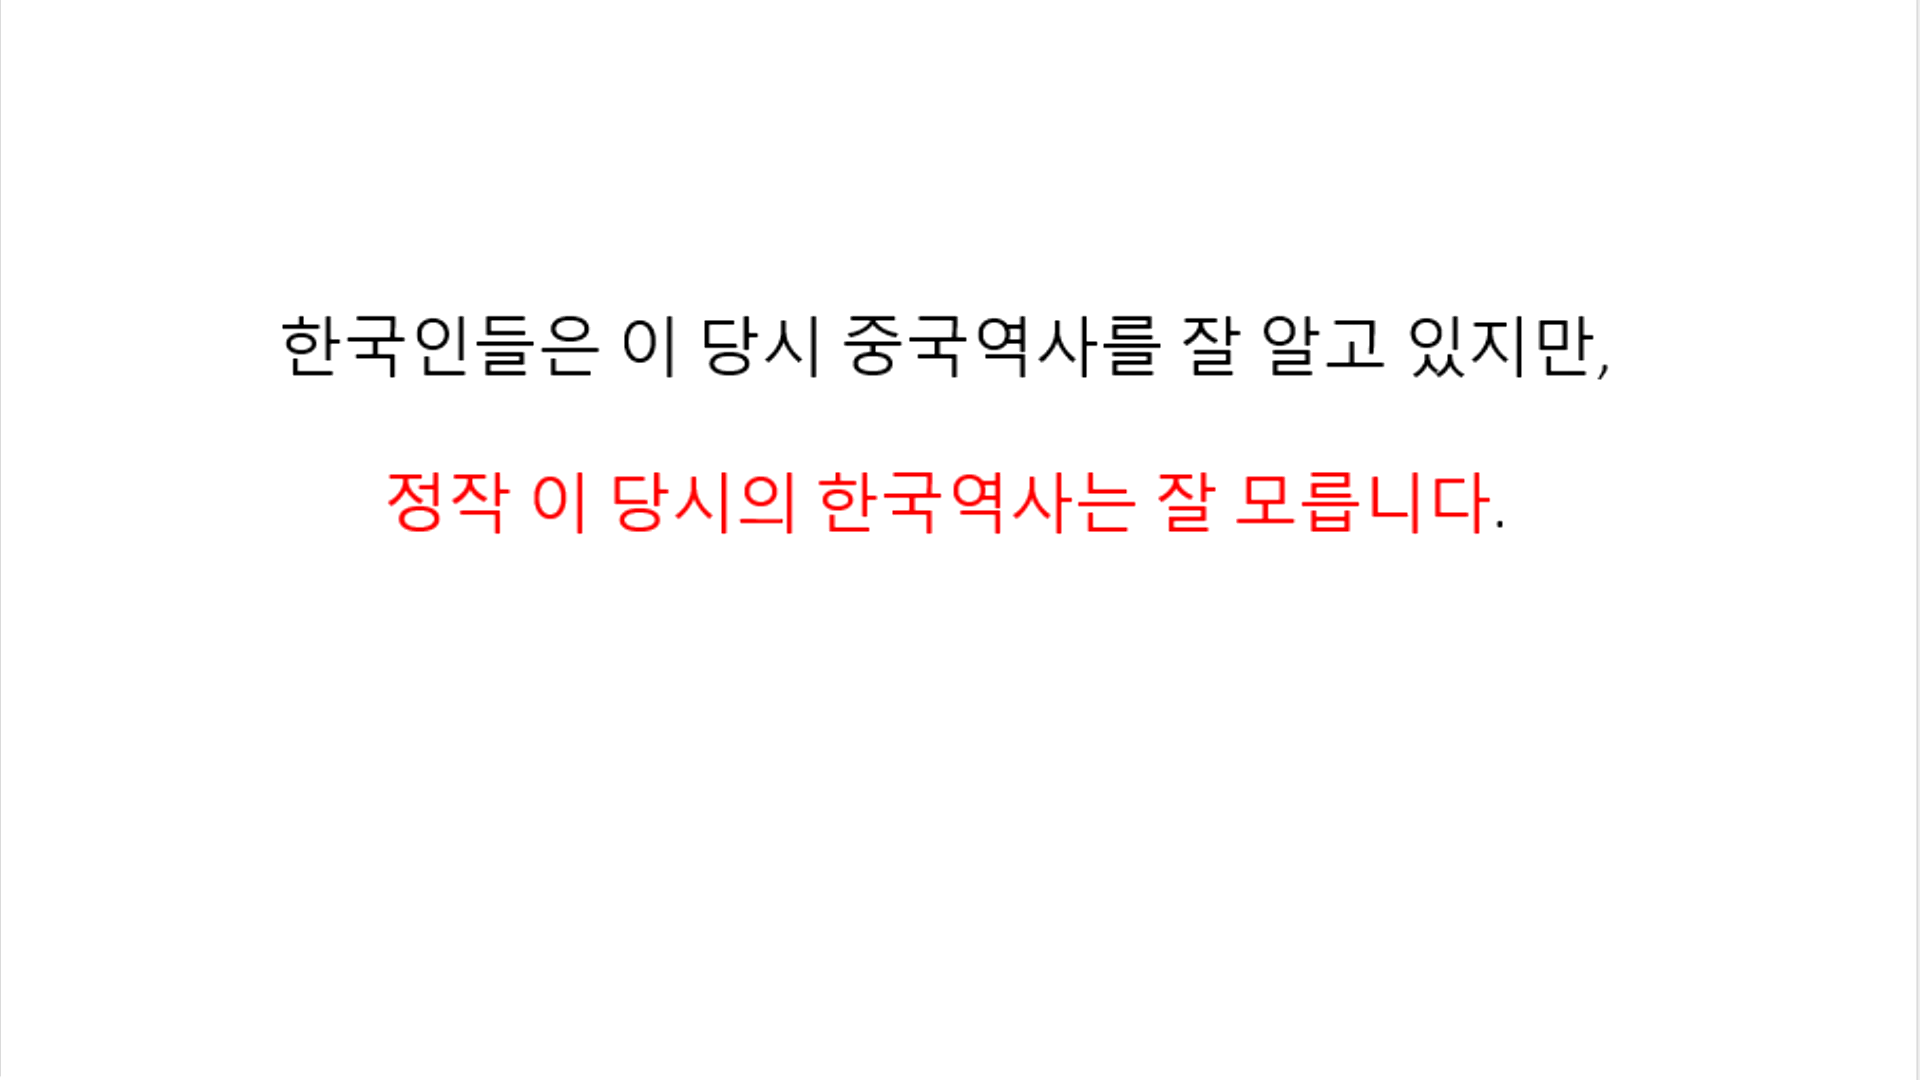 한국인들은 이 당시 중국역사를 잘 알고 있지만,
정작 이 당시의 한국역사는 잘 모릅니다.